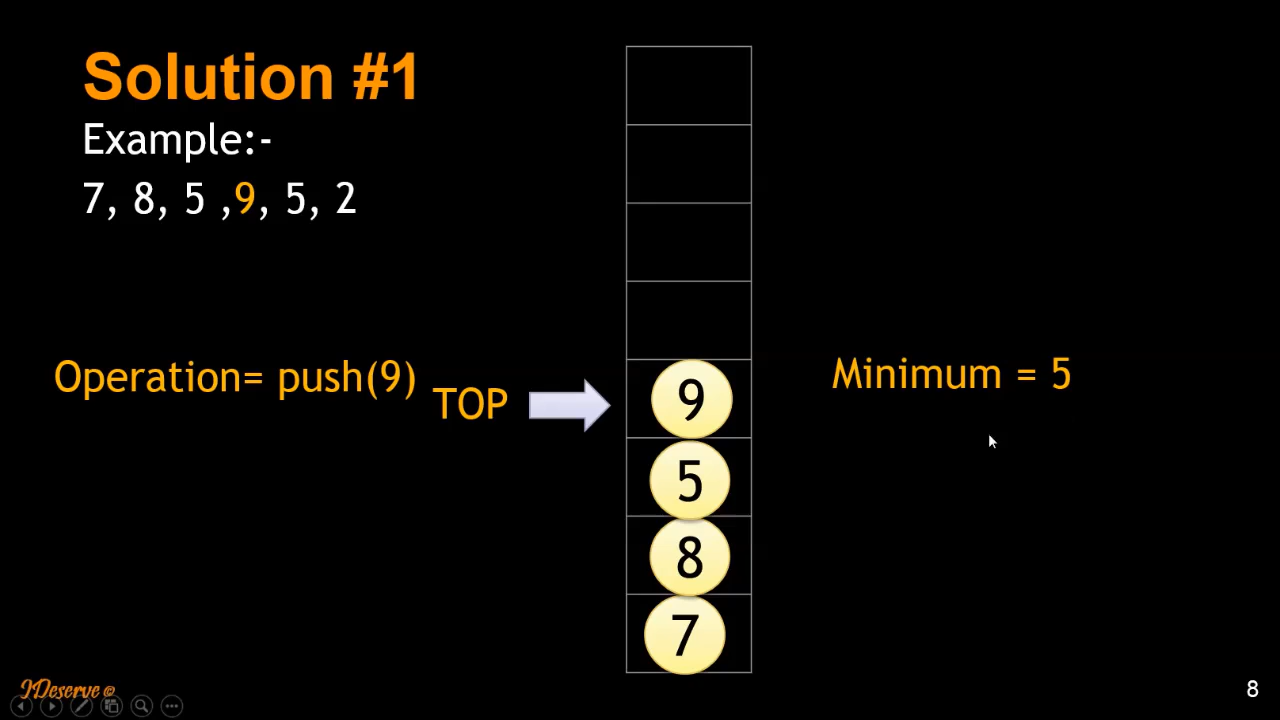 Solution #1
Example:-
7, 8, 5 ,9, 5, 2
Operation= push(9)
TOP
9
5
8
7
Minimum = 5
JDeserve ©
8